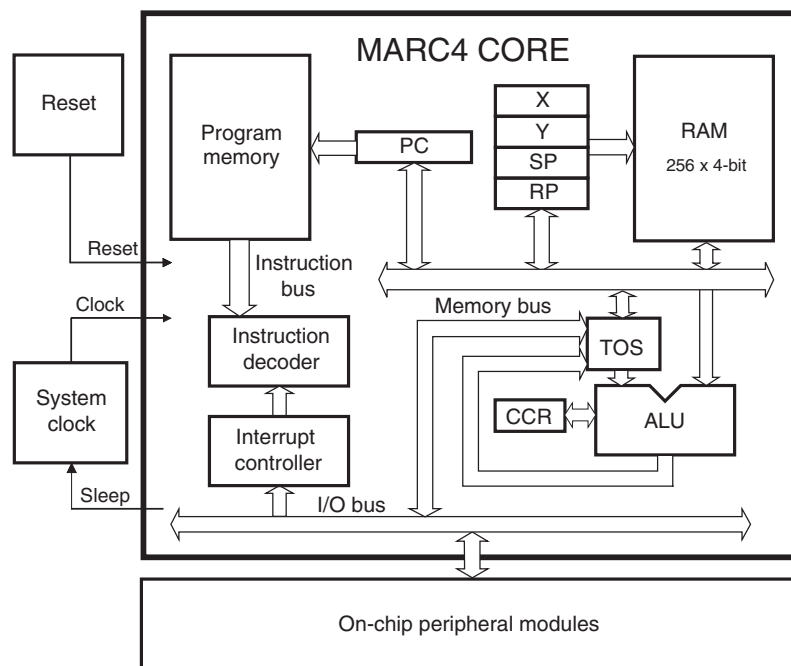 MARC4 CORE
Reset
Program
memory
PC
X
Y
SP
RP
RAM
256 x 4-bit
Reset
Instruction
bus
Clock
Memory bus
Instruction
decoder
TOS
System
clock
CCR
ALU
Interrupt
controller
Sleep
I/O bus
On-chip peripheral modules